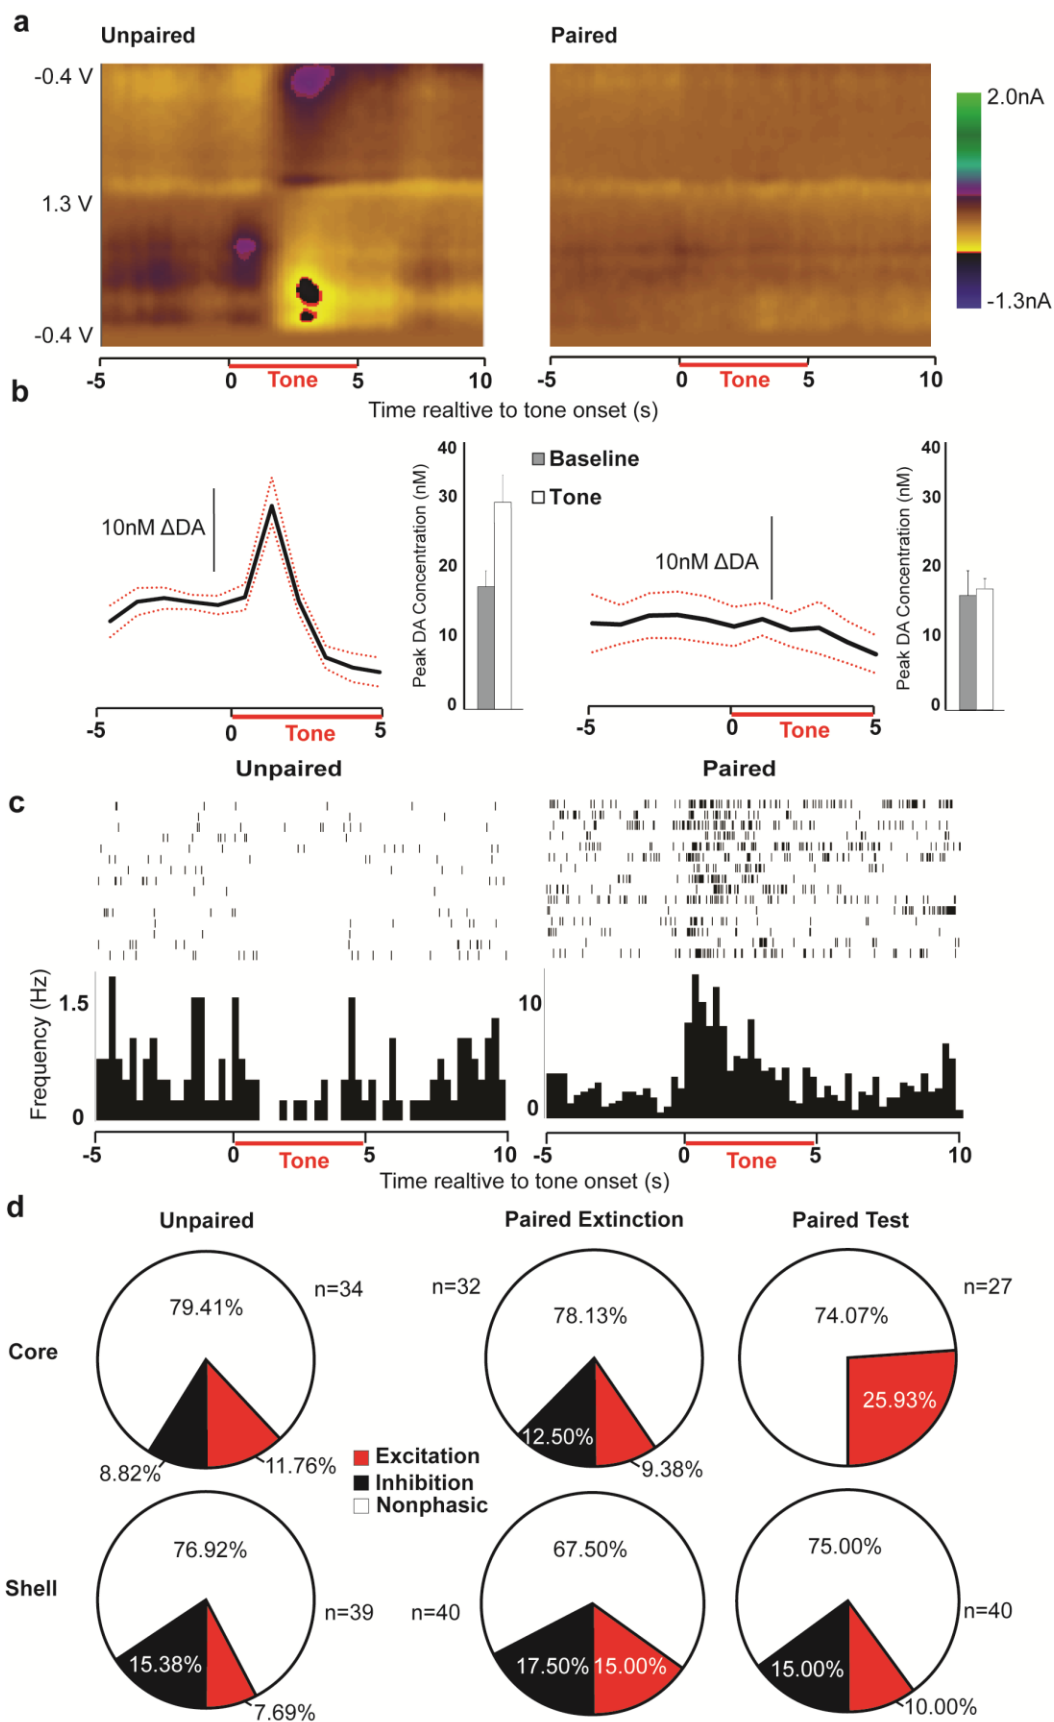 a
Unpaired
Paired
-0.4 V
1.3 V
-0.4 V
2.0nA
-1.3nA
-5 0 Tone 5 10
-5 0 Tone 5 10
Time realtive to tone onset (s)
b
10nM ΔDA
Peak DA Concentration (nM)
40
30
20
10
0
Baseline
Tone
10nM ΔDA
Peak DA Concentration (nM)
40
30
20
10
0
-5 0 Tone 5
-5 0 Tone 5
Unpaired
Paired
c
Frequency (Hz)
1.5
0
10
0
-5 0 Tone 5 10
-5 0 Tone 5 10
Time realtive to tone onset (s)
d
Unpaired
Paired Extinction
Paired Test
Core
79.41%
n=34
8.82%
11.76%
n=32
78.13%
12.50%
9.38%
74.07%
n=27
25.93%
Excitation
Inhibition
Nonphasic
Shell
76.92%
n=39
15.38%
7.69%
n=40
67.50%
17.50%
15.00%
75.00%
n=40
15.00%
10.00%